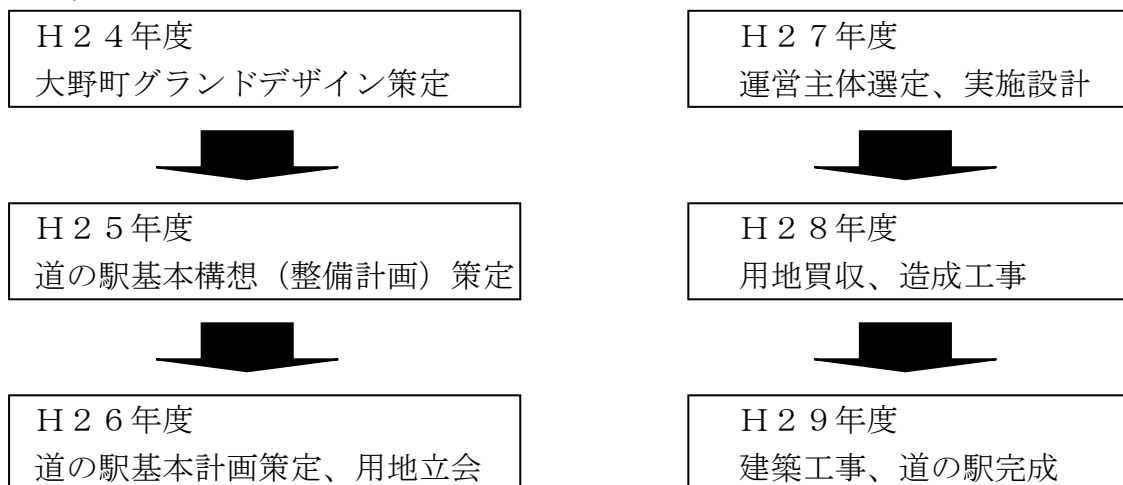 Ｈ２４年度
大野町グランドデザイン策定
Ｈ２５年度
道の駅基本構想（整備計画）策定
Ｈ２６年度
道の駅基本計画策定、用地立会
Ｈ２７年度
運営主体選定、実施設計
Ｈ２８年度
用地買収、造成工事
Ｈ２９年度
建築工事、道の駅完成